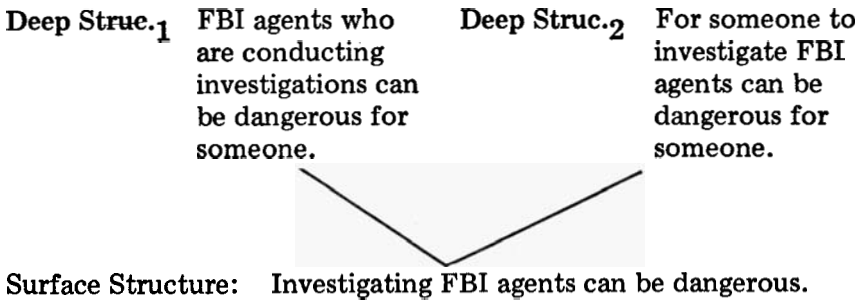 Deep Strue.1 FBI agents who Deep Struc.2 For someone to
are conducting investigate FBI
investigations can agents can be
be dangerous for dangerous for
someone. someone.
Surface Structure: Investigating FBI agents can be dangerous.